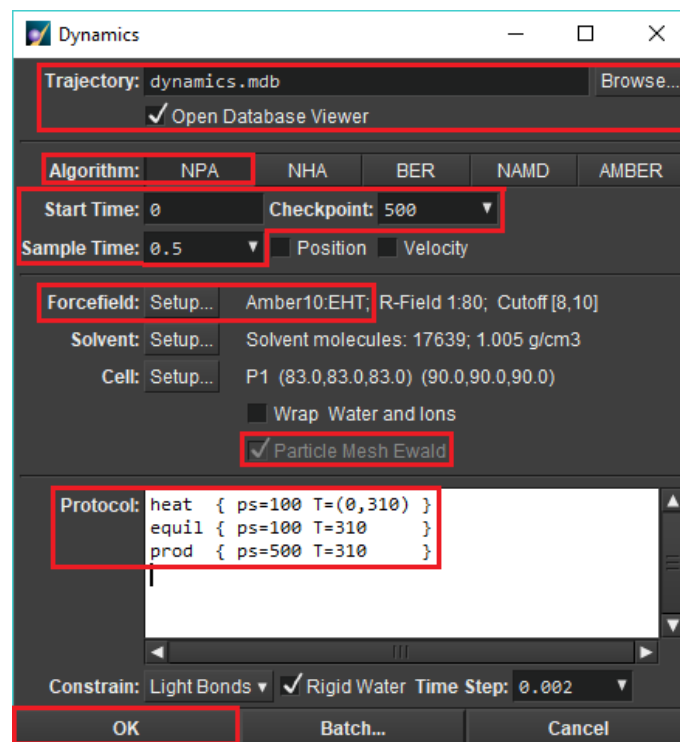 Dynamics
Trajectory: dynamics.mdb Browse...
Open Database Viewer
Algorithm: NPA NHA BER NAMD AMBER
Start Time: 0 Checkpoint: 500
Sample Time: 0.5 Position Velocity
Forcefield: Setup... Amber10:EHT; R-Field 1:80; Cutoff [8,10]
Solvent: Setup... Solvent molecules: 17639; 1.005 g/cm3
Cell: Setup... P1 (83.0,83.0,83.0) (90.0,90.0,90.0)
Wrap Water and Ions
Particle Mesh Ewald
Protocol: heat { ps=100 T=(0,310) }
equil { ps=100 T=310 }
prod { ps=500 T=310 }
Constrain: Light Bonds Rigid Water Time Step: 0.002
OK Batch... Cancel